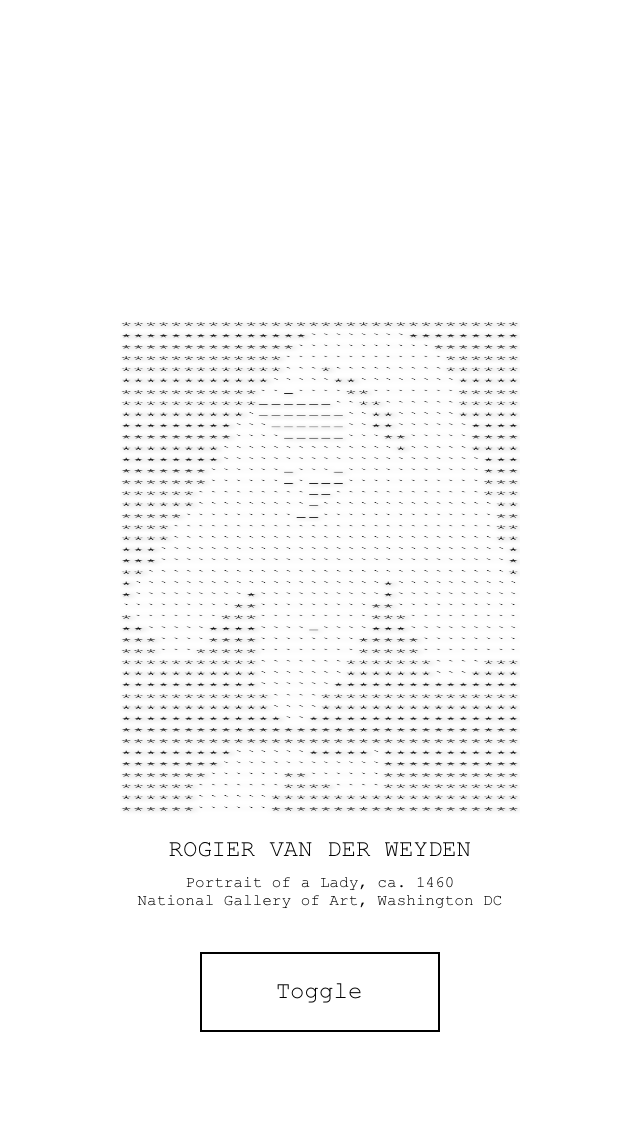 ROGIER VAN DER WEYDEN
Portrait of a Lady, ca. 1460
National Gallery of Art, Washington DC
Toggle